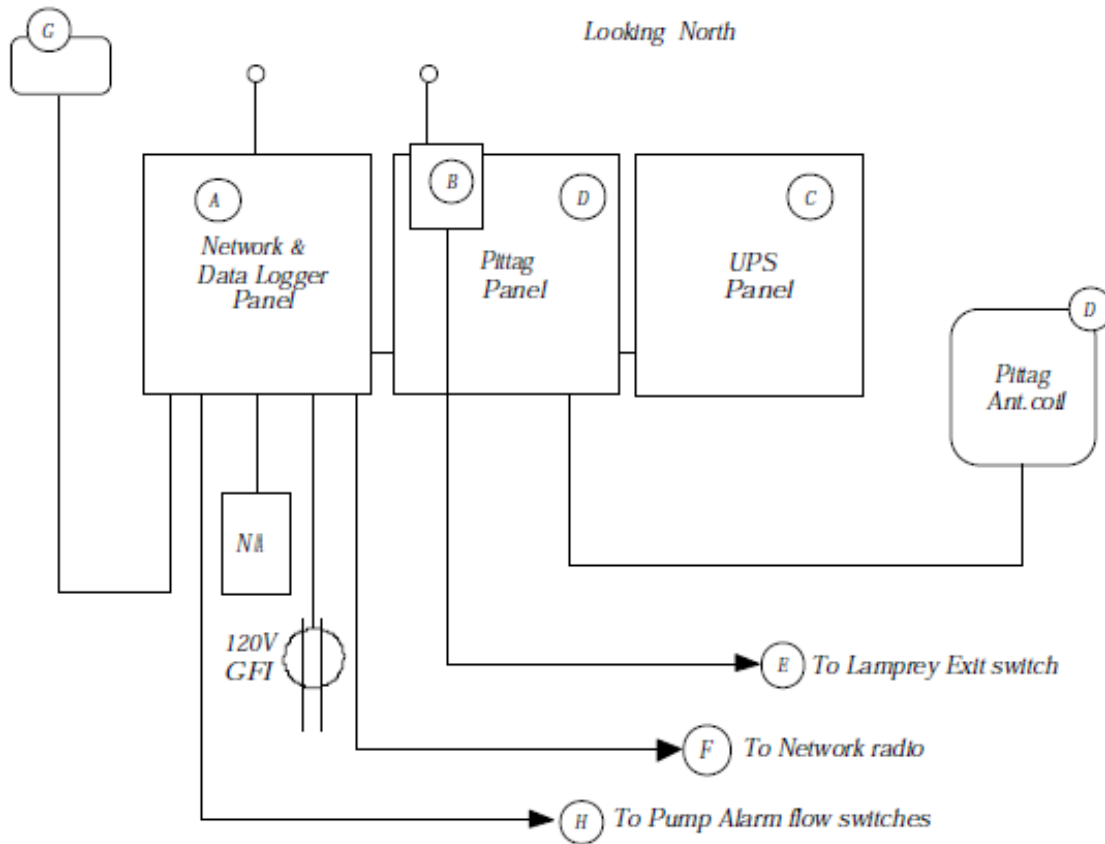 G
Looking North
A
B
D
C
Network &
Data Logger
Panel
Pittag
Panel
UPS
Panel
D
Pittag
Ant. coil
120V
GFI
E To Lamprey Exit switch
F To Network radio
H To Pump Alarm flow switches